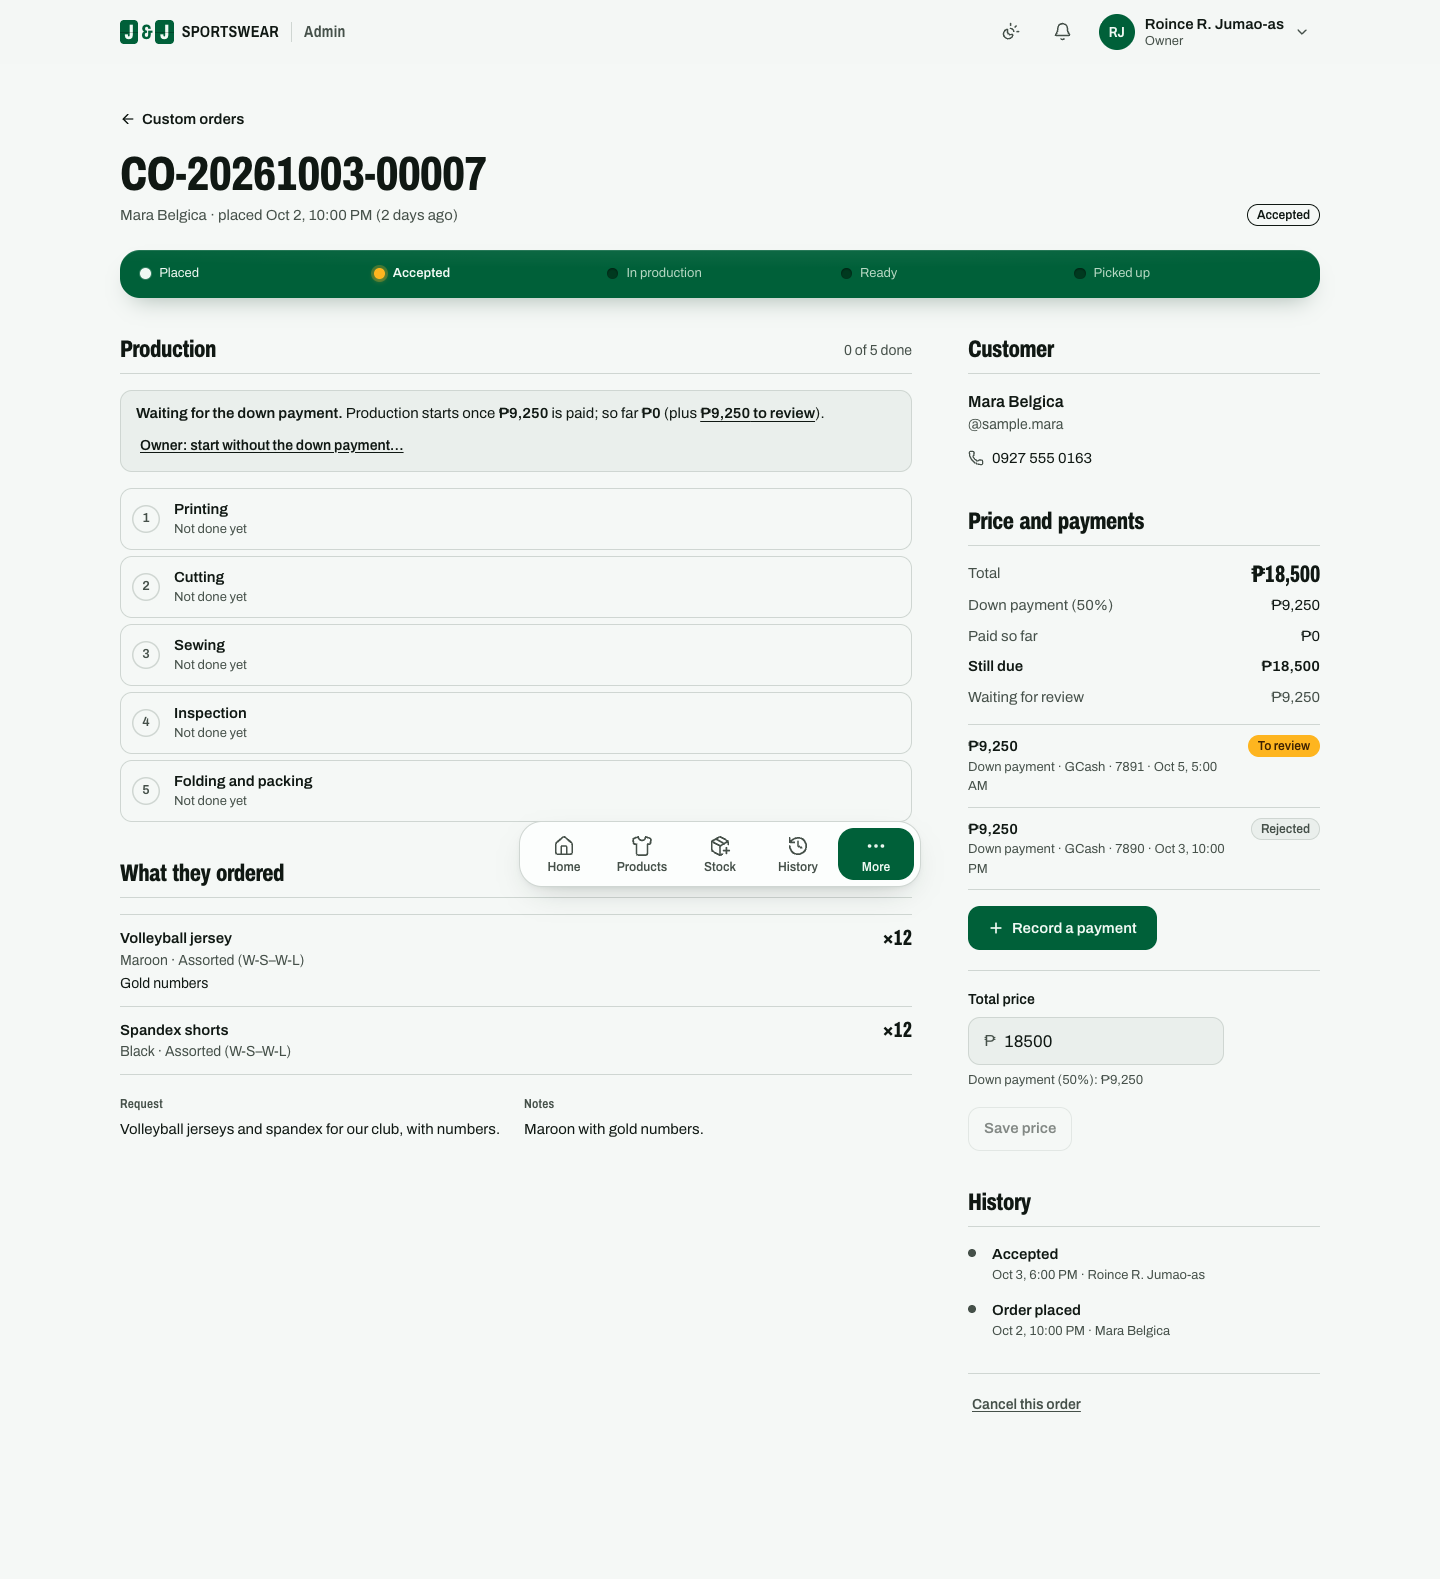 J & J SPORTSWEAR Admin
RJ
Roince R. Jumao-as
Owner
Custom orders
CO-20261003-00007
Mara Belgica · placed Oct 2, 10:00 PM (2 days ago)
Accepted
Placed
Accepted
In production
Ready
Picked up
Production
0 of 5 done
Waiting for the down payment. Production starts once ₱9,250 is paid; so far ₱0 (plus ₱9,250 to review).
Owner: start without the down payment...
1
Printing
Not done yet
2
Cutting
Not done yet
3
Sewing
Not done yet
4
Inspection
Not done yet
5
Folding and packing
Not done yet
What they ordered
Volleyball jersey
×12
Maroon · Assorted (W-S–W-L)
Gold numbers
Spandex shorts
×12
Black · Assorted (W-S–W-L)
Request
Volleyball jerseys and spandex for our club, with numbers.
Notes
Maroon with gold numbers.
Home
Products
Stock
History
More
Customer
Mara Belgica
@sample.mara
0927 555 0163
Price and payments
Total ₱18,500
Down payment (50%) ₱9,250
Paid so far ₱0
Still due ₱18,500
Waiting for review ₱9,250
₱9,250
To review
Down payment · GCash · 7891 · Oct 5, 5:00
AM
₱9,250
Rejected
Down payment · GCash · 7890 · Oct 3, 10:00
PM
Record a payment
Total price
₱ 18500
Down payment (50%): ₱9,250
Save price
History
Accepted
Oct 3, 6:00 PM · Roince R. Jumao-as
Order placed
Oct 2, 10:00 PM · Mara Belgica
Cancel this order